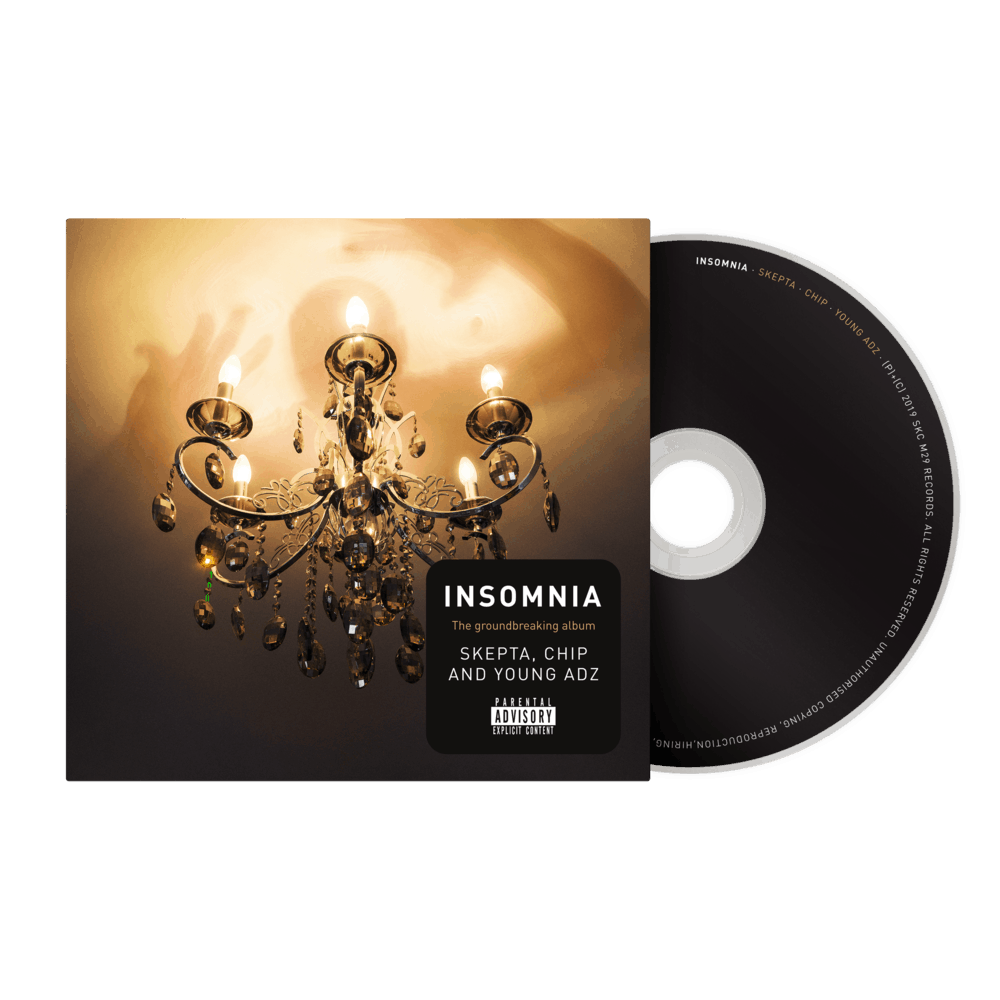 INSOMNIA
The groundbreaking album
SKEPTA, CHIP
AND YOUNG ADZ
PARENTAL
ADVISORY
EXPLICIT CONTENT
INSOMNIA · SKEPTA · CHIP · YOUNG ADZ · (P)+(C) 2019 SKC M29 RECORDS. ALL RIGHTS RESERVED. UNAUTHORISED COPYING, REPRODUCTION,HIRING,